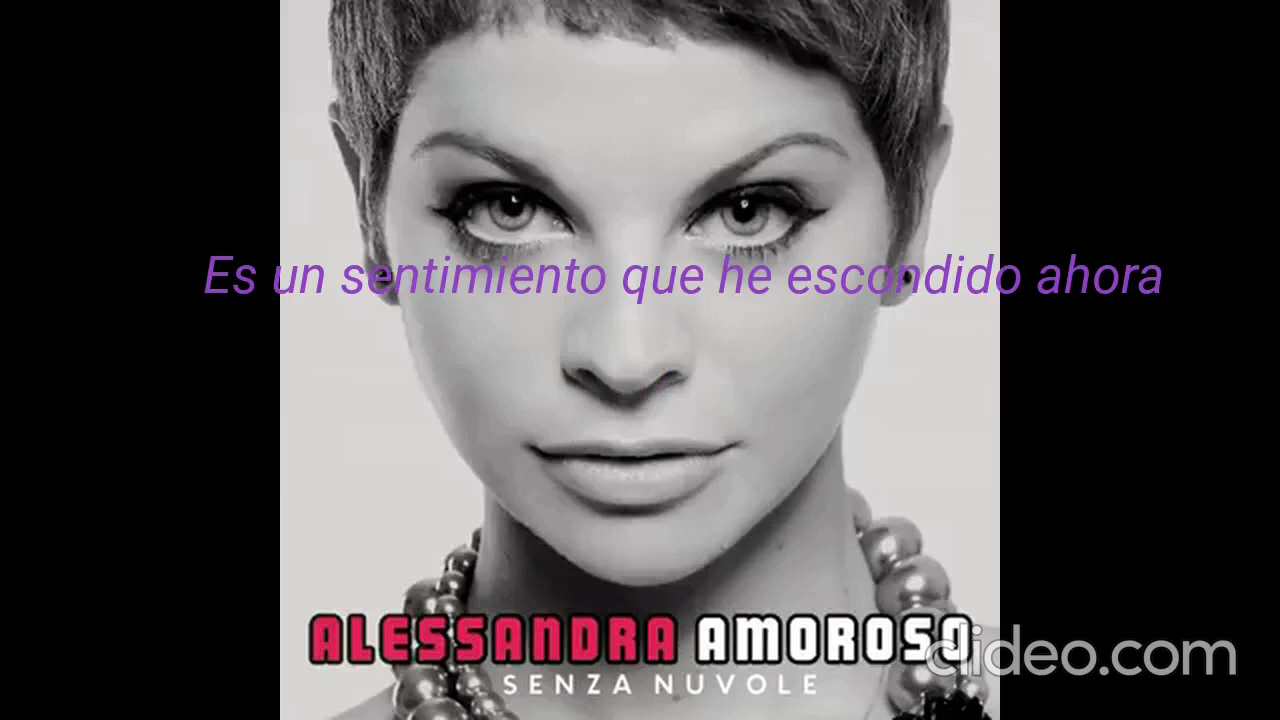 Es un sentimiento que he escondido ahora
ALESSANDRA AMOROSO
clideo.com
SENZA NUVOLE